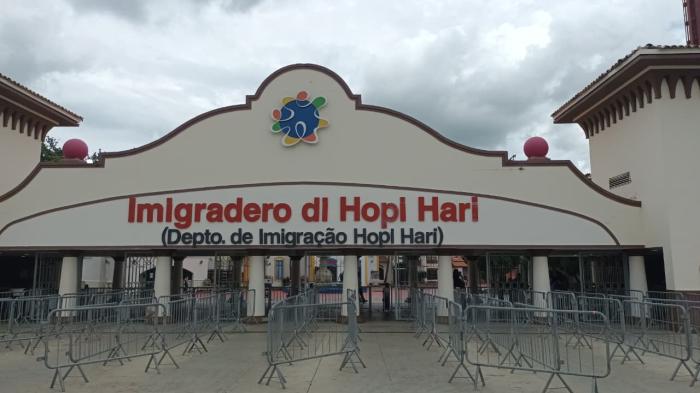 Imigradero di Hopi Hari
(Depto. de Imigração Hopi Hari)